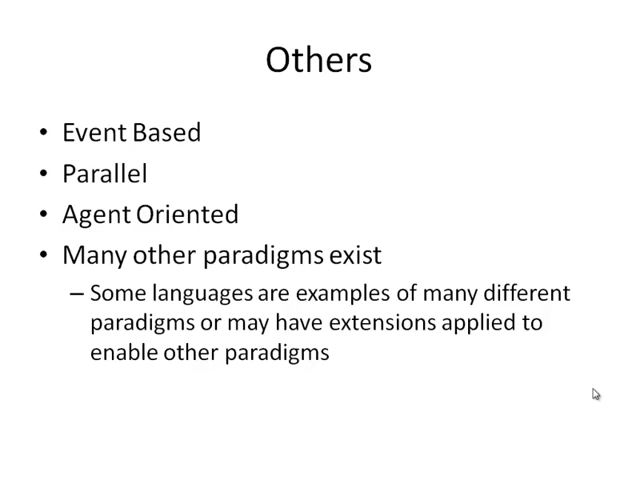 Others
• Event Based
• Parallel
• Agent Oriented
• Many other paradigms exist
– Some languages are examples of many different
paradigms or may have extensions applied to
enable other paradigms